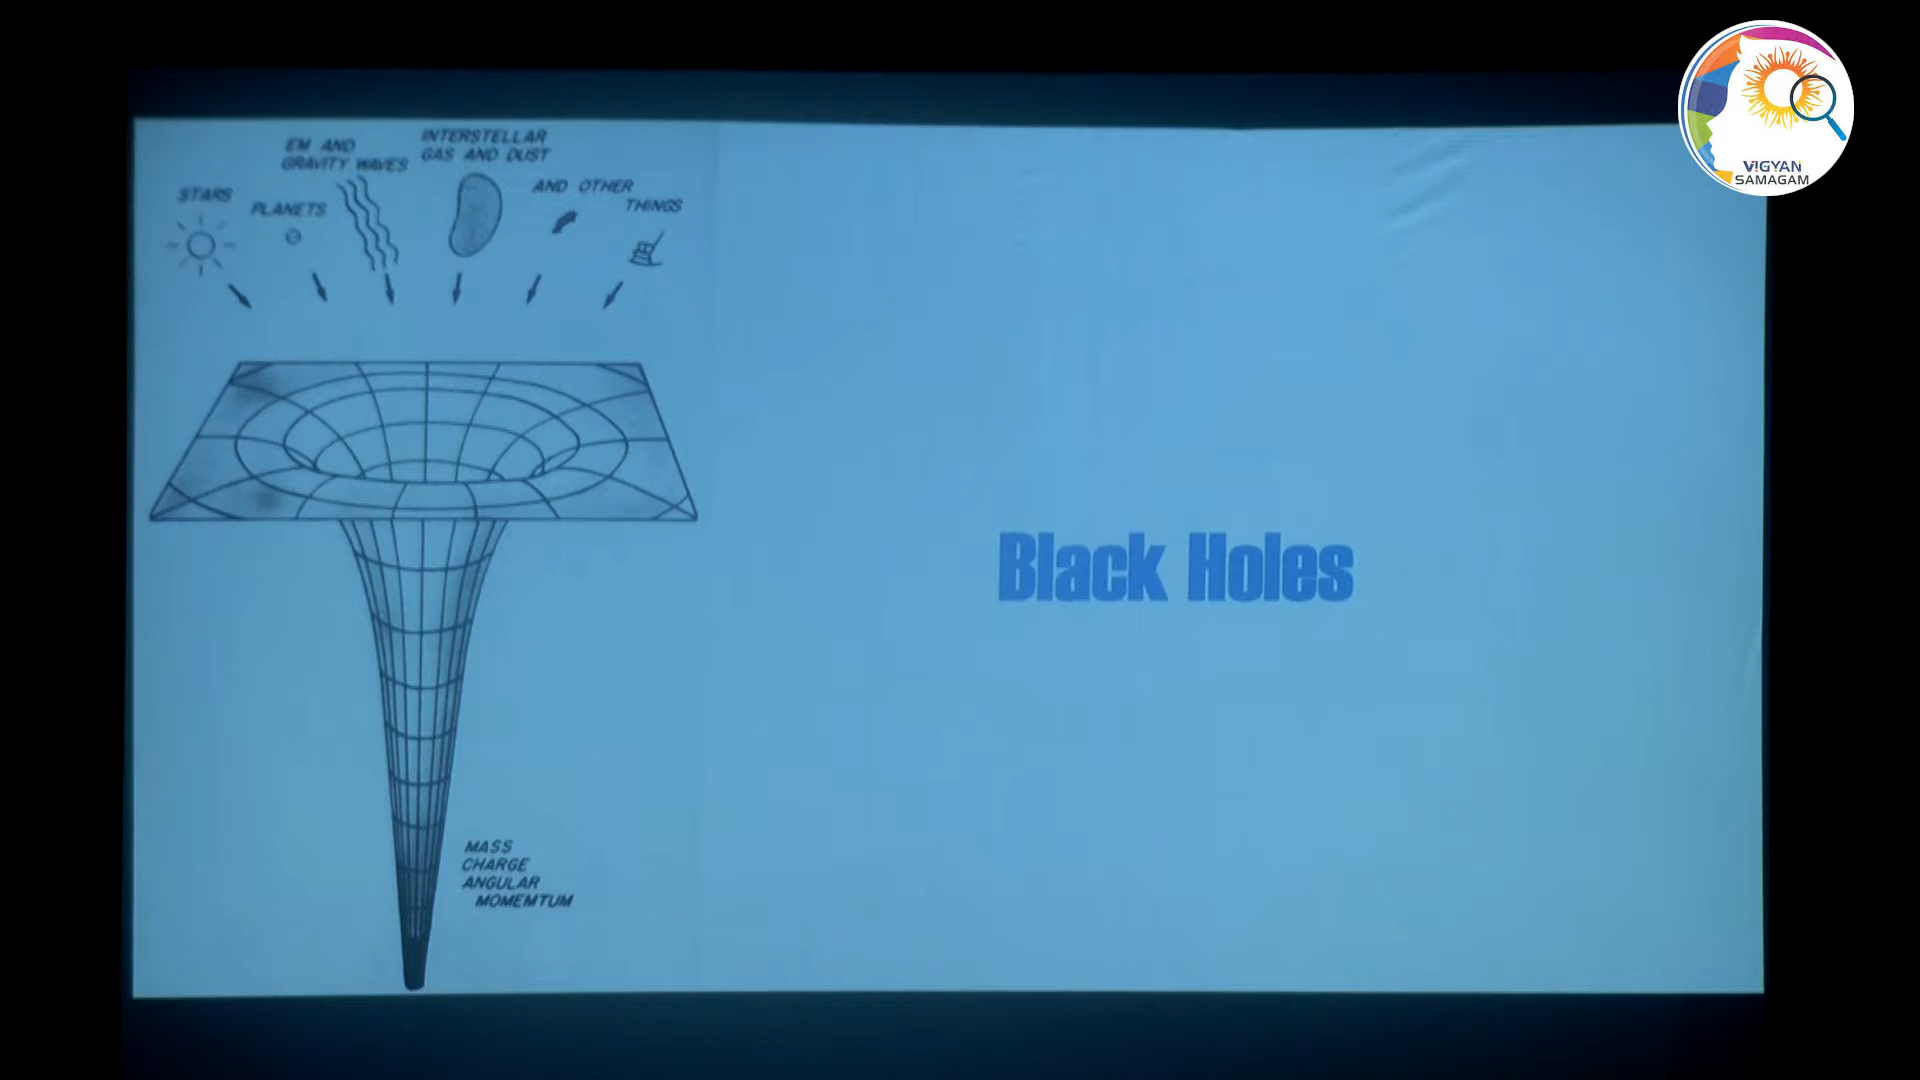 EM AND
GRAVITY WAVES
INTERSTELLAR
GAS AND DUST
STARS
PLANETS
AND OTHER
THINGS
Black Holes
MASS
CHARGE
ANGULAR
MOMEMTUM
VIGYAN
SAMAGAM